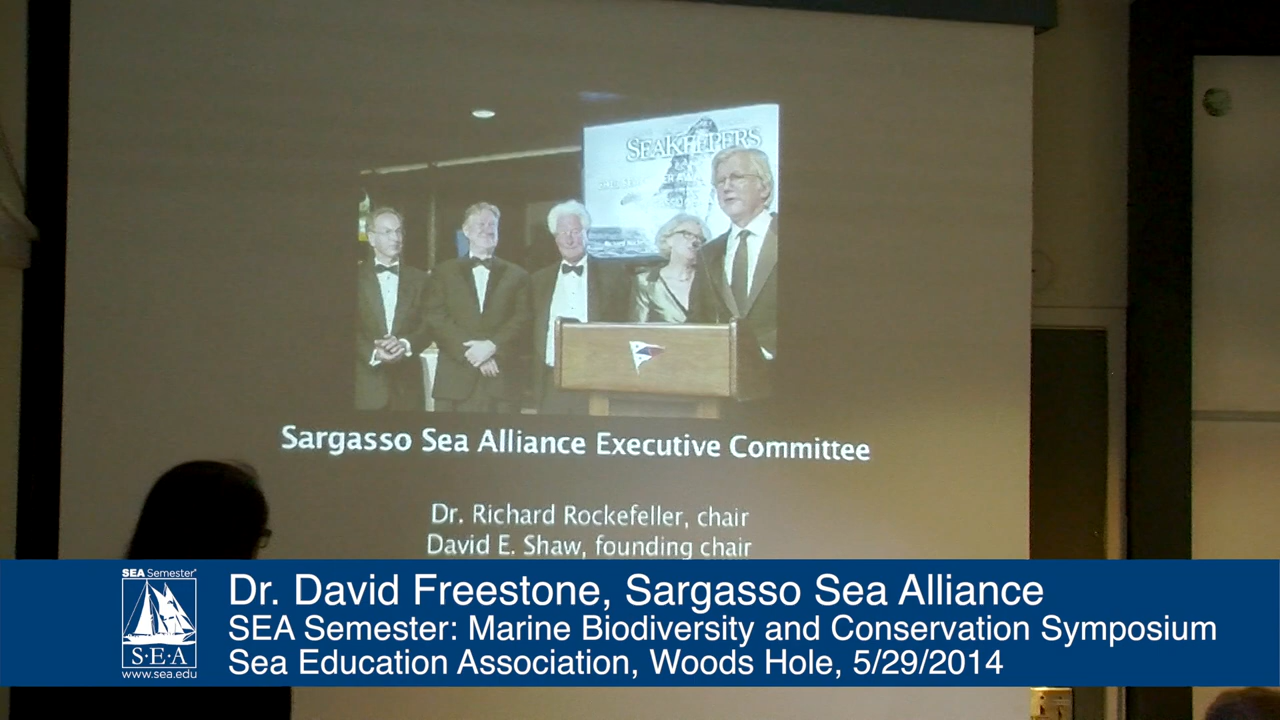 SEAKEEPERS
Sargasso Sea Alliance Executive Committee
Dr. Richard Rockefeller, chair
David E. Shaw, founding chair
SEA Semester®
S·E·A
www.sea.edu
Dr. David Freestone, Sargasso Sea Alliance
SEA Semester: Marine Biodiversity and Conservation Symposium
Sea Education Association, Woods Hole, 5/29/2014